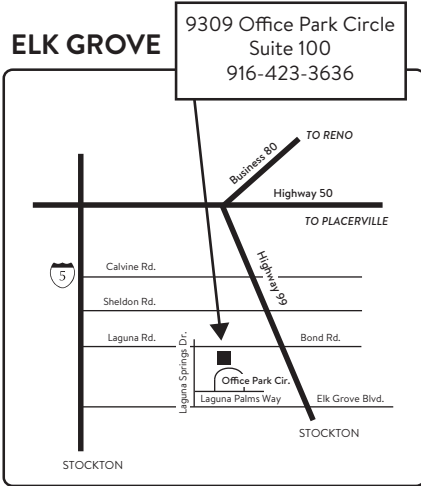 ELK GROVE
9309 Office Park Circle
Suite 100
916-423-3636
TO RENO
Business 80
Highway 50
TO PLACERVILLE
Highway 99
5
Calvine Rd.
Sheldon Rd.
Laguna Rd.
Bond Rd.
Laguna Springs Dr.
Office Park Cir.
Laguna Palms Way
Elk Grove Blvd.
STOCKTON
STOCKTON